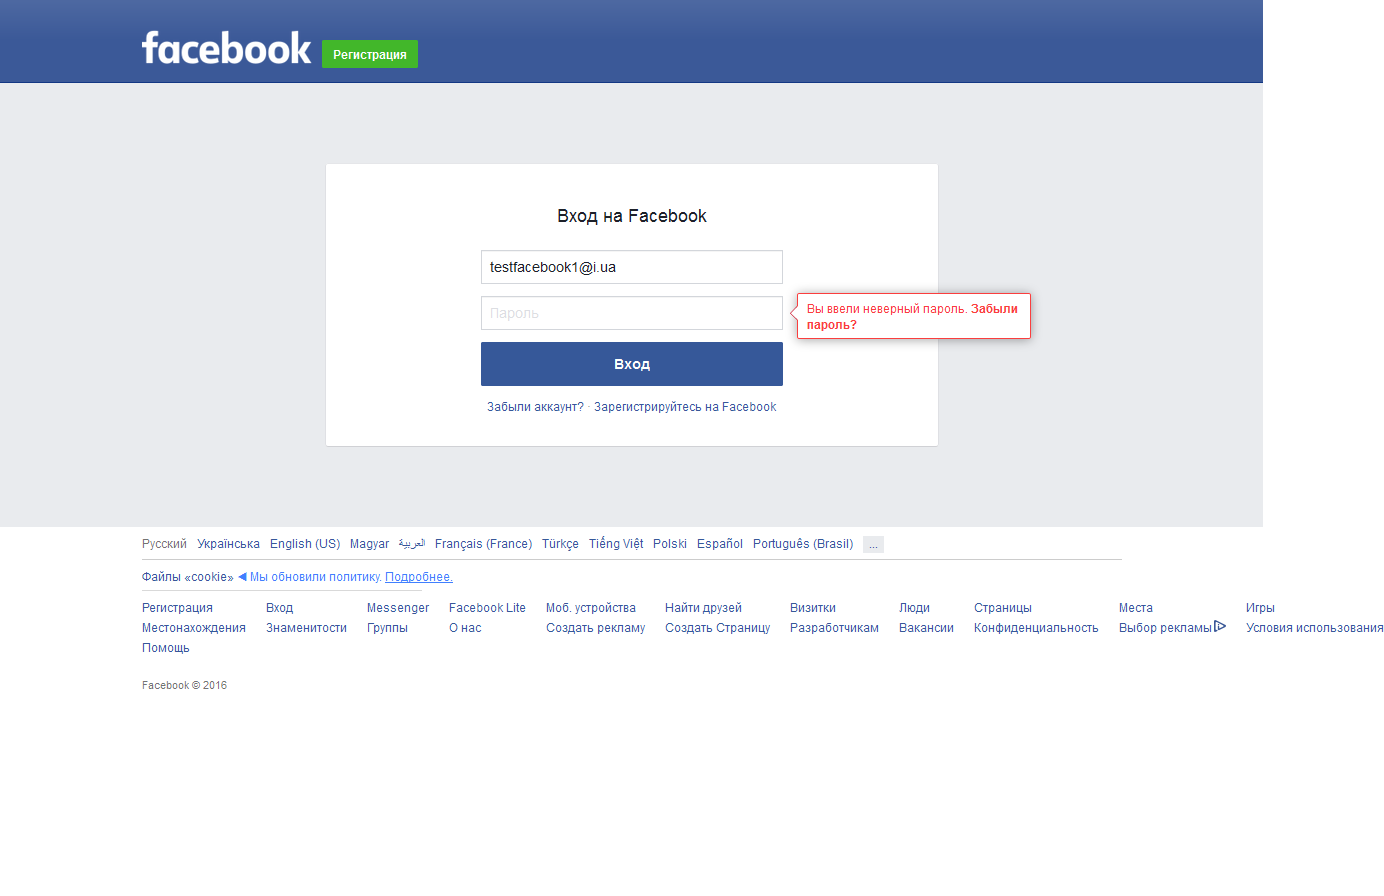 facebook
Регистрация
Вход на Facebook
testfacebook1@i.ua
Пароль
Вы ввели неверный пароль. Забыли
пароль?
Вход
Забыли аккаунт? · Зарегистрируйтесь на Facebook
Русский Українська English (US) Magyar العربية Français (France) Türkçe Tiếng Việt Polski Español Português (Brasil) ...
Файлы «cookie» ◀ Мы обновили политику. Подробнее.
Регистрация Вход Messenger Facebook Lite Моб. устройства Найти друзей Визитки Люди Страницы Места Игры
Местонахождения Знаменитости Группы О нас Создать рекламу Создать Страницу Разработчикам Вакансии Конфиденциальность Выбор рекламы Условия использования
Помощь
Facebook © 2016